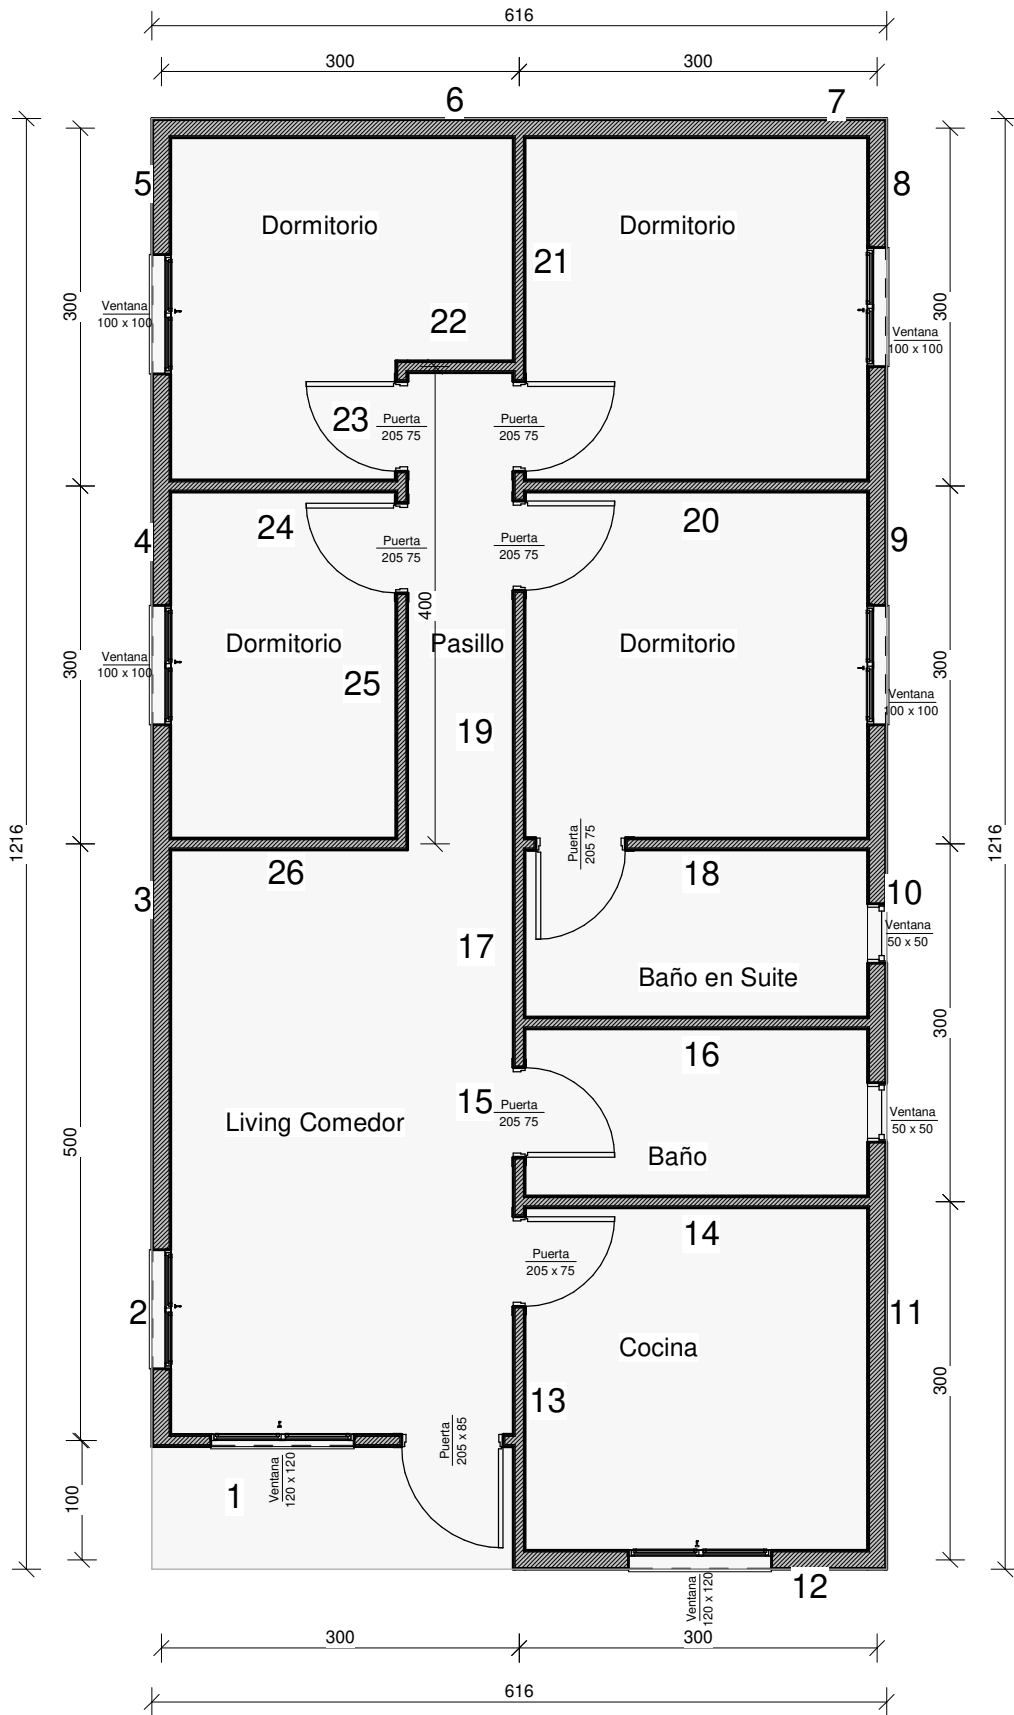 616
300
300
6
7
5
8
Dormitorio
Dormitorio
21
300
300
Ventana
100 x 100
22
Ventana
100 x 100
23
Puerta
205 75
Puerta
205 75
24
20
4
9
Puerta
205 75
Puerta
205 75
400
Dormitorio
Pasillo
Dormitorio
300
300
Ventana
100 x 100
25
Ventana
100 x 100
19
1216
1216
Puerta
205 75
26
18
3
10
17
Ventana
50 x 50
Baño en Suite
300
16
15
Puerta
205 75
Ventana
50 x 50
Living Comedor
500
Baño
14
Puerta
205 x 75
2
11
Cocina
300
13
Puerta
205 x 85
1
Ventana
120 x 120
100
12
Ventana
120 x 120
300
300
616